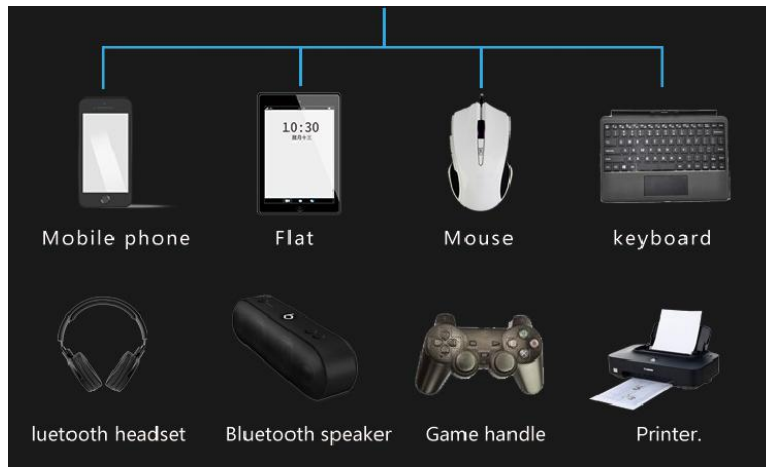 10:30
Mobile phone
Flat
Mouse
keyboard
luetooth headset
Bluetooth speaker
Game handle
Printer.